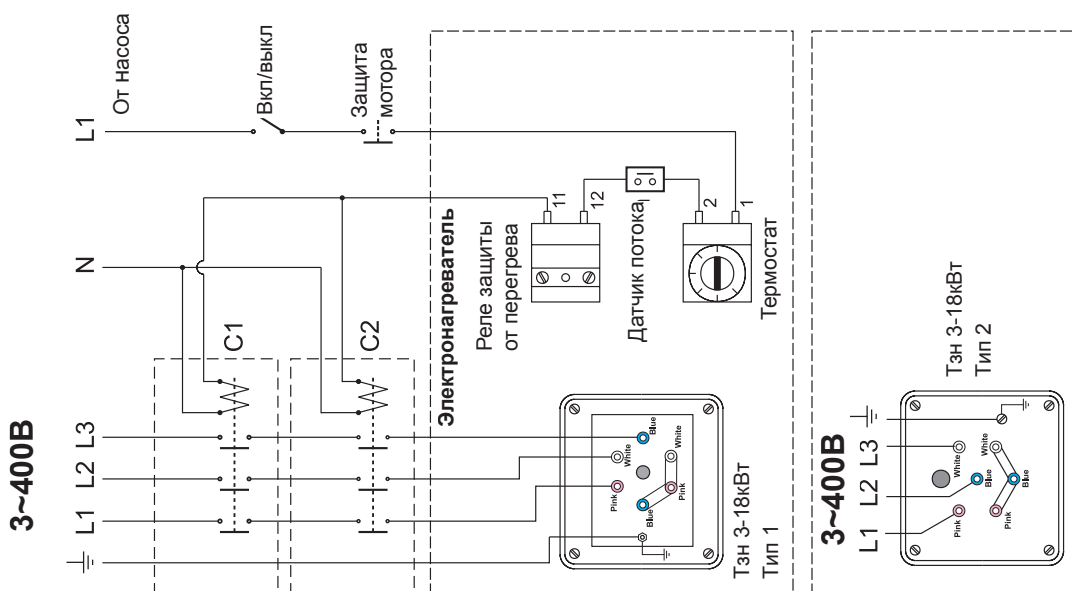 3~400В
L1
L2
L3
N
L1
От насоса
Вкл/выкл
Защита
мотора
C1
C2
Электронагреватель
Реле защиты
от перегрева
11
12
Датчик потока
2
1
Термостат
Pink
White
Blue
Blue
Pink
White
Тэн 3-18кВт
Тип 1
3~400В
L1
L2
L3
Pink
Blue
White
Pink
Blue
White
Тэн 3-18кВт
Тип 2